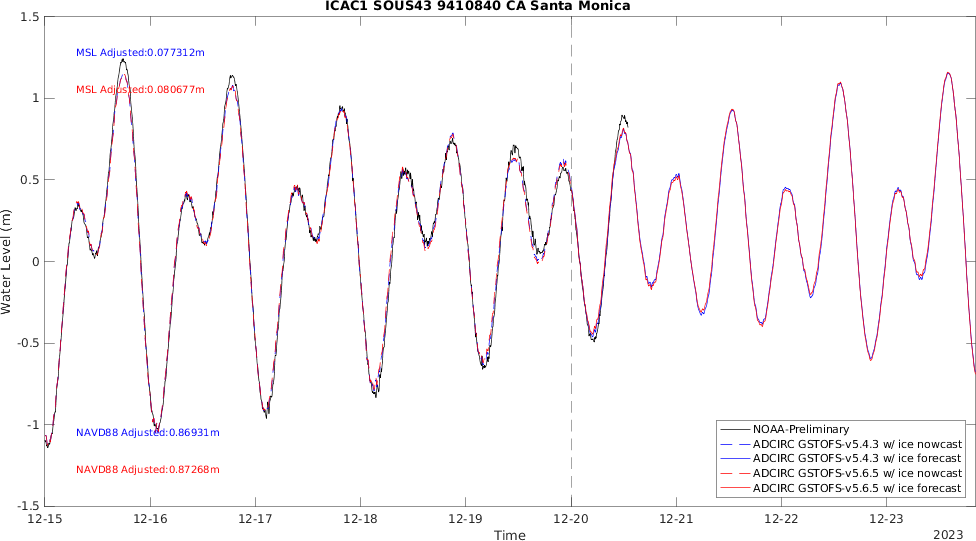 ICAC1 SOUS43 9410840 CA Santa Monica
1.5
MSL Adjusted:0.077312m
MSL Adjusted:0.080677m
1
0.5
0
Water Level (m)
-0.5
-1
NAVD88 Adjusted:0.86931m
NAVD88 Adjusted:0.87268m
-1.5
NOAA-Preliminary
ADCIRC GSTOFS-v5.4.3 w/ ice nowcast
ADCIRC GSTOFS-v5.4.3 w/ ice forecast
ADCIRC GSTOFS-v5.6.5 w/ ice nowcast
ADCIRC GSTOFS-v5.6.5 w/ ice forecast
12-15 12-16 12-17 12-18 12-19 12-20 12-21 12-22 12-23
Time
2023